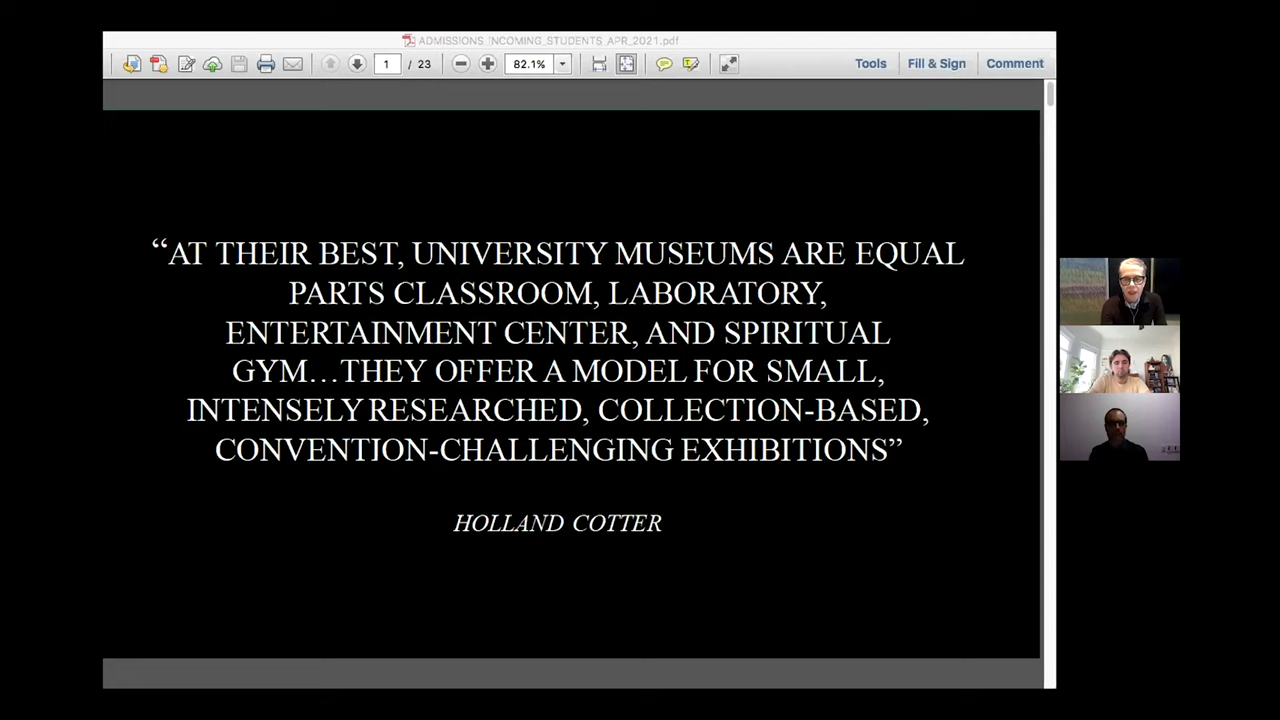 ADMISSIONS_INCOMING_STUDENTS_APR_2021.pdf
1 / 23 82.1% Tools Fill & Sign Comment
“AT THEIR BEST, UNIVERSITY MUSEUMS ARE EQUAL
PARTS CLASSROOM, LABORATORY,
ENTERTAINMENT CENTER, AND SPIRITUAL
GYM…THEY OFFER A MODEL FOR SMALL,
INTENSELY RESEARCHED, COLLECTION-BASED,
CONVENTION-CHALLENGING EXHIBITIONS”
HOLLAND COTTER